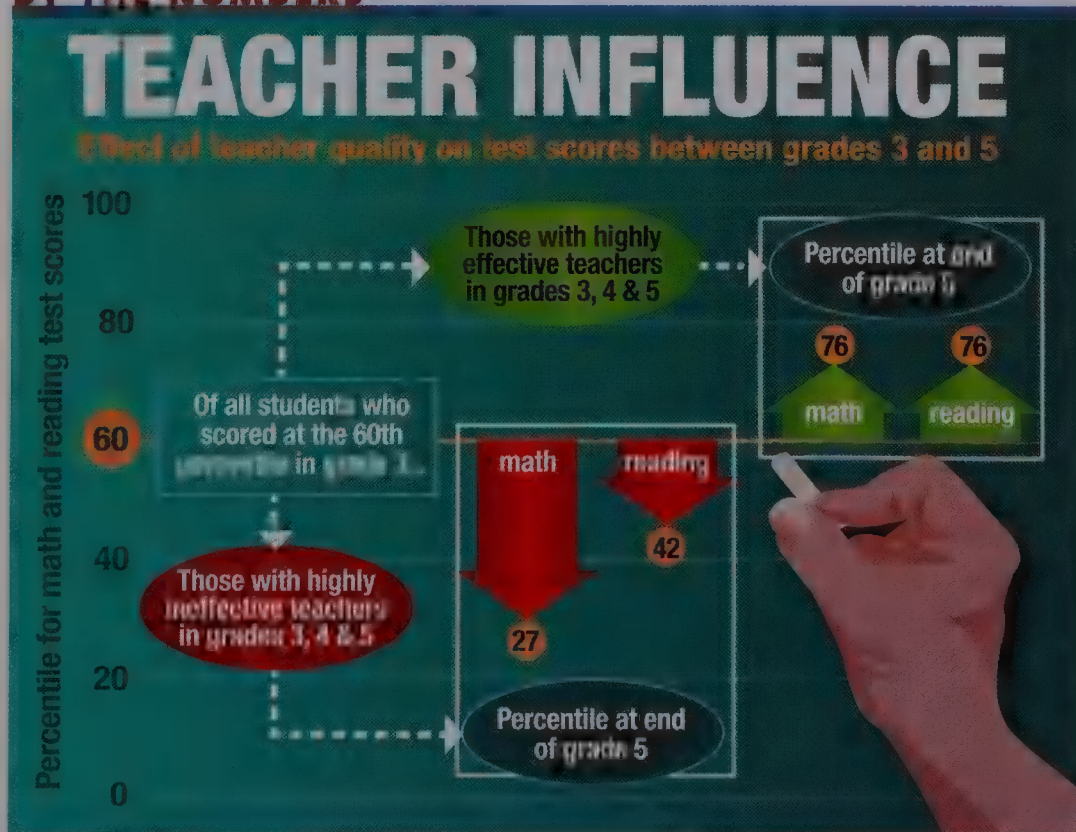 TEACHER INFLUENCE
Effect of teacher quality on test scores between grades 3 and 5
Percentile for math and reading test scores
100
80
60
40
20
0
Those with highly
effective teachers
in grades 3, 4 & 5
Percentile at end
of grade 5
76
76
math
reading
Of all students who
scored at the 60th
percentile in grade
math
reading
42
27
Those with highly
ineffective teachers
in grades 3, 4 & 5
Percentile at end
of grade 5